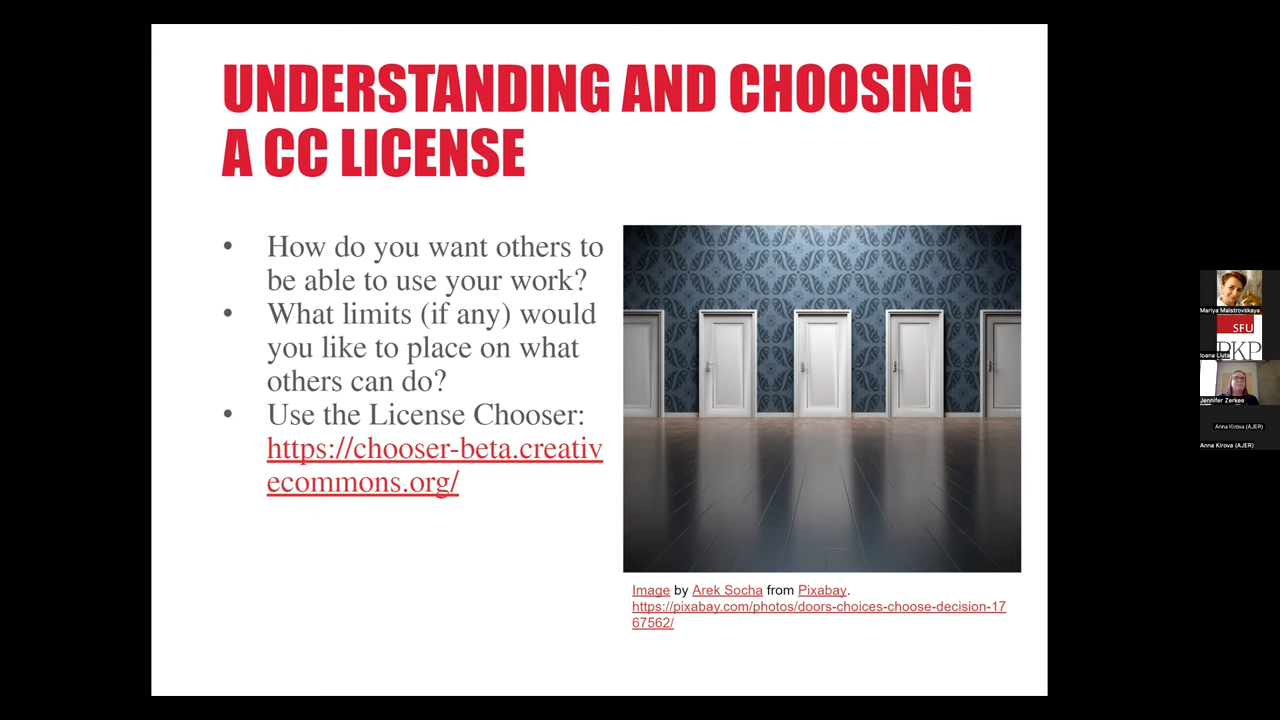 UNDERSTANDING AND CHOOSING
A CC LICENSE
• How do you want others to
be able to use your work?
• What limits (if any) would
you like to place on what
others can do?
• Use the License Chooser:
https://chooser-beta.creativ
ecommons.org/
Image by Arek Socha from Pixabay.
https://pixabay.com/photos/doors-choices-choose-decision-17
67562/
Mariya Maistrovskaya
SFU
PKP
Ioana Liuta
Jennifer Zerkee
Anna Kirova (AJER)
Anna Kirova (AJER)